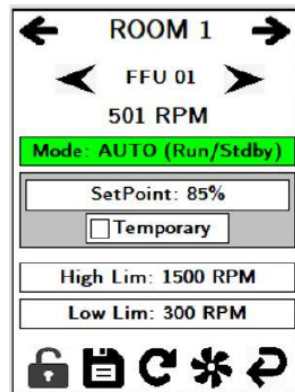 ROOM 1
FFU 01
501 RPM
Mode: AUTO (Run/Stdby)
SetPoint: 85%
Temporary
High Lim: 1500 RPM
Low Lim: 300 RPM